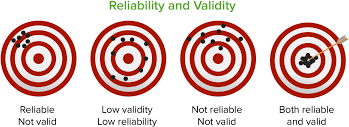 Reliability and Validity
Reliable
Not valid
Low validity
Low reliability
Not reliable
Not valid
Both reliable
and valid